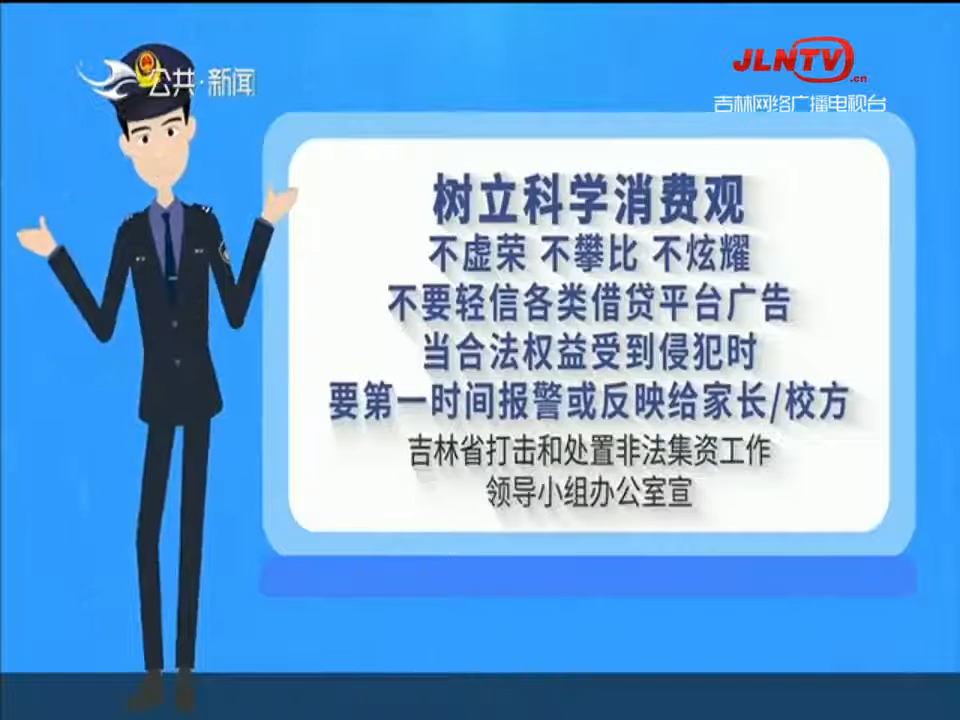 公共·新闻
JLNTV.cn
吉林网络广播电视台
树立科学消费观
不虚荣 不攀比 不炫耀
不要轻信各类借贷平台广告
当合法权益受到侵犯时
要第一时间报警或反映给家长/校方
吉林省打击和处置非法集资工作
领导小组办公室宣